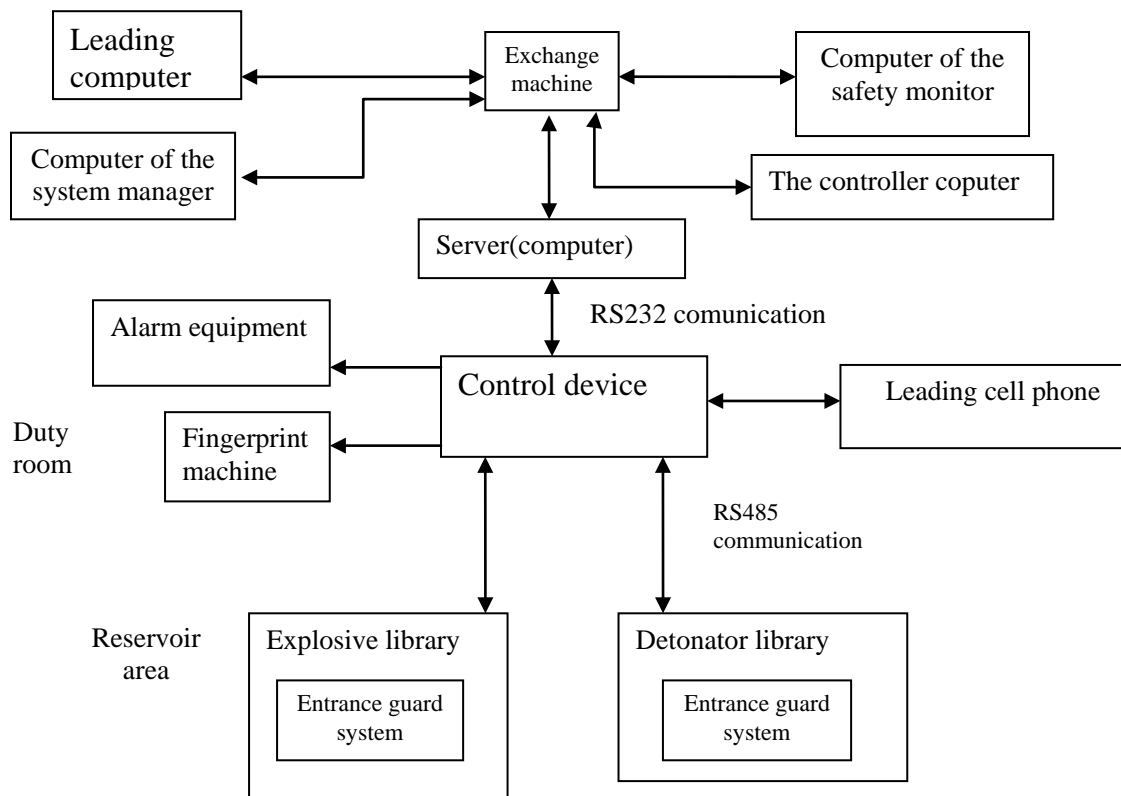 Leading
computer
Exchange
machine
Computer of the
safety monitor
Computer of the
system manager
The controller coputer
Server(computer)
RS232 comunication
Alarm equipment
Control device
Leading cell phone
Duty
room
Fingerprint
machine
RS485
communication
Reservoir
area
Explosive library
Detonator library
Entrance guard
system
Entrance guard
system